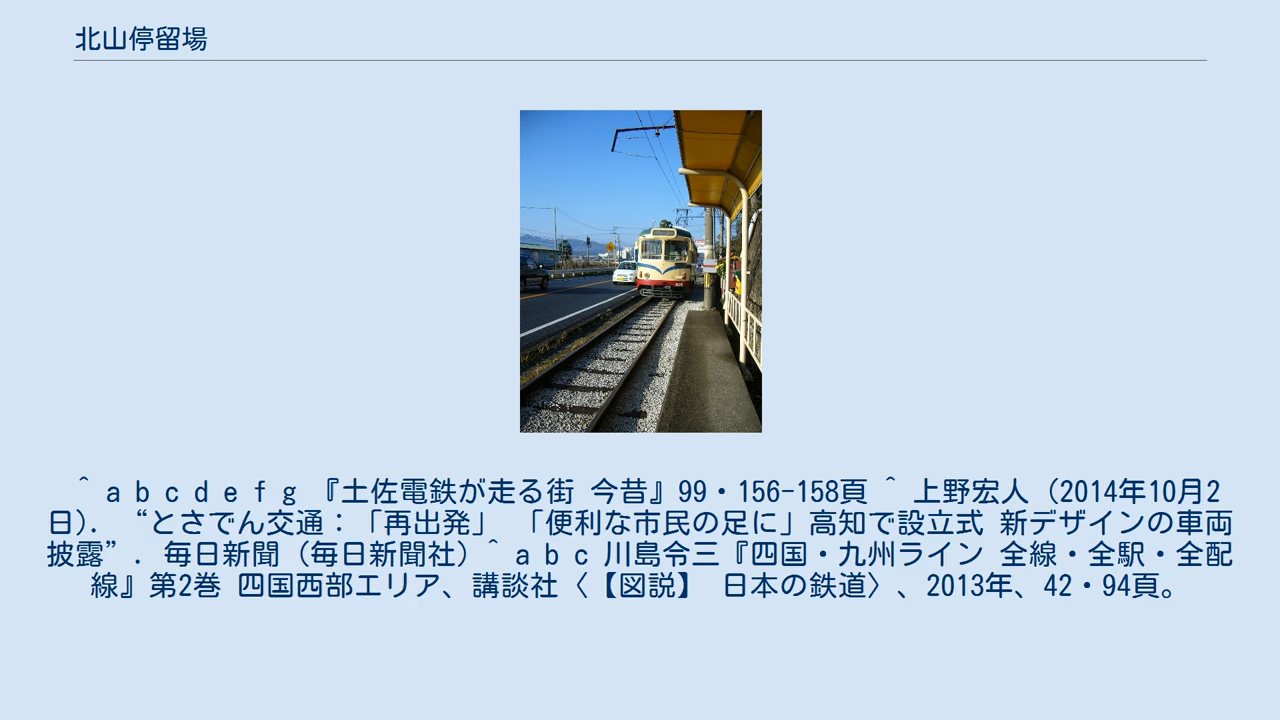 北山停留場
^ a b c d e f g 『土佐電鉄が走る街 今昔』99・156-158頁 ^ 上野宏人 (2014年10月2
日). “とさでん交通：「再出発」 「便利な市民の足に」高知で設立式 新デザインの車両
披露”. 毎日新聞 (毎日新聞社) ^ a b c 川島令三『四国・九州ライン 全線・全駅・全配
線』第2巻 四国西部エリア、講談社〈【図説】 日本の鉄道〉、2013年、42・94頁。